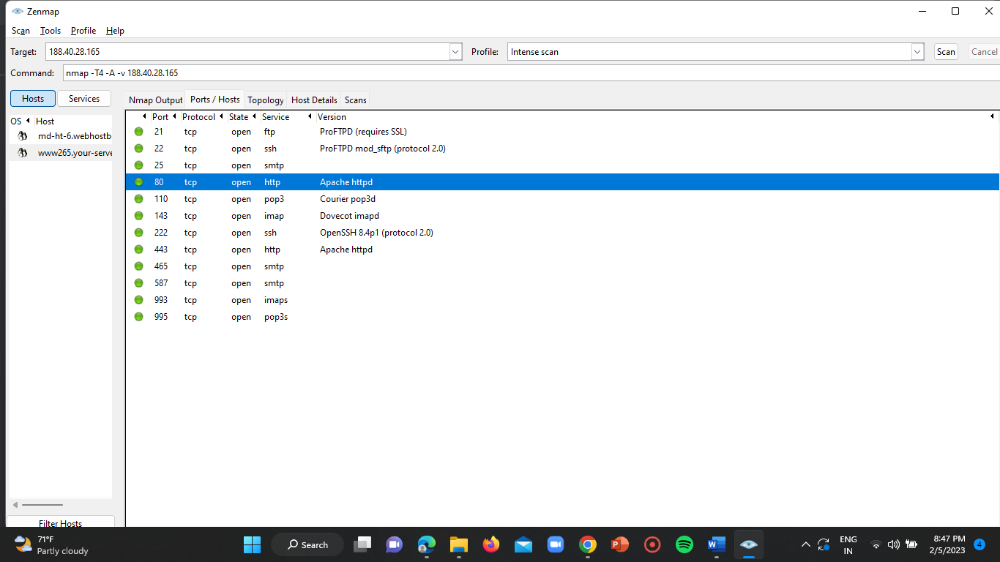 Zenmap
Scan Tools Profile Help
Target: 188.40.28.165 Profile: Intense scan Scan Cancel
Command: nmap -T4 -A -v 188.40.28.165
Hosts Services Nmap Output Ports / Hosts Topology Host Details Scans
OS Host Port Protocol State Service Version
md-ht-6.webhostb
www265.your-serve
21 tcp open ftp ProFTPD (requires SSL)
22 tcp open ssh ProFTPD mod_sftp (protocol 2.0)
25 tcp open smtp
80 tcp open http Apache httpd
110 tcp open pop3 Courier pop3d
143 tcp open imap Dovecot imapd
222 tcp open ssh OpenSSH 8.4p1 (protocol 2.0)
443 tcp open http Apache httpd
465 tcp open smtp
587 tcp open smtp
993 tcp open imaps
995 tcp open pop3s
Filter Hosts
71°F
Partly cloudy
Search
ENG
IN
8:47 PM
2/5/2023
4